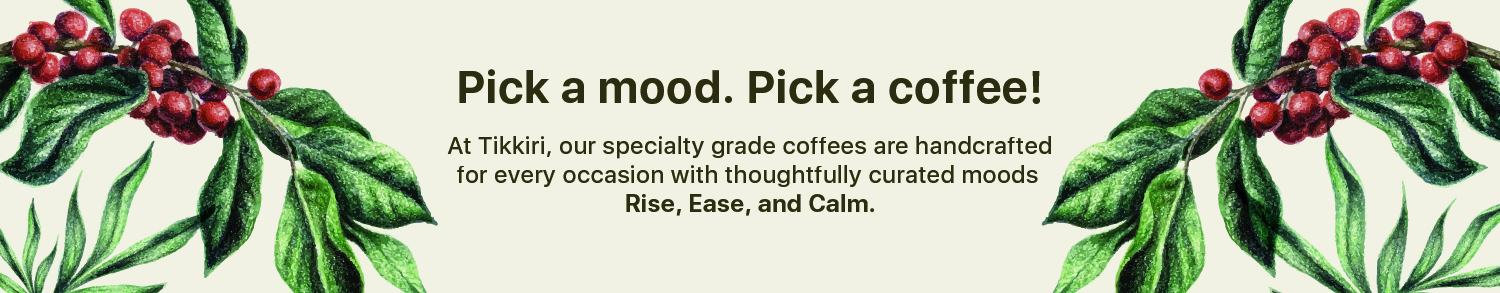 Pick a mood. Pick a coffee!
At Tikkiri, our specialty grade coffees are handcrafted
for every occasion with thoughtfully curated moods
Rise, Ease, and Calm.